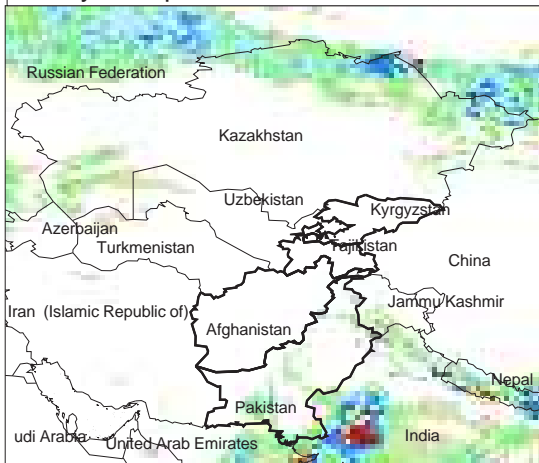 Russian Federation
Kazakhstan
Uzbekistan
Kyrgyzstan
Azerbaijan
Turkmenistan
Tajikistan
China
Iran (Islamic Republic of)
Jammu/Kashmir
Afghanistan
Nepal
Pakistan
udi Arabia
United Arab Emirates
India